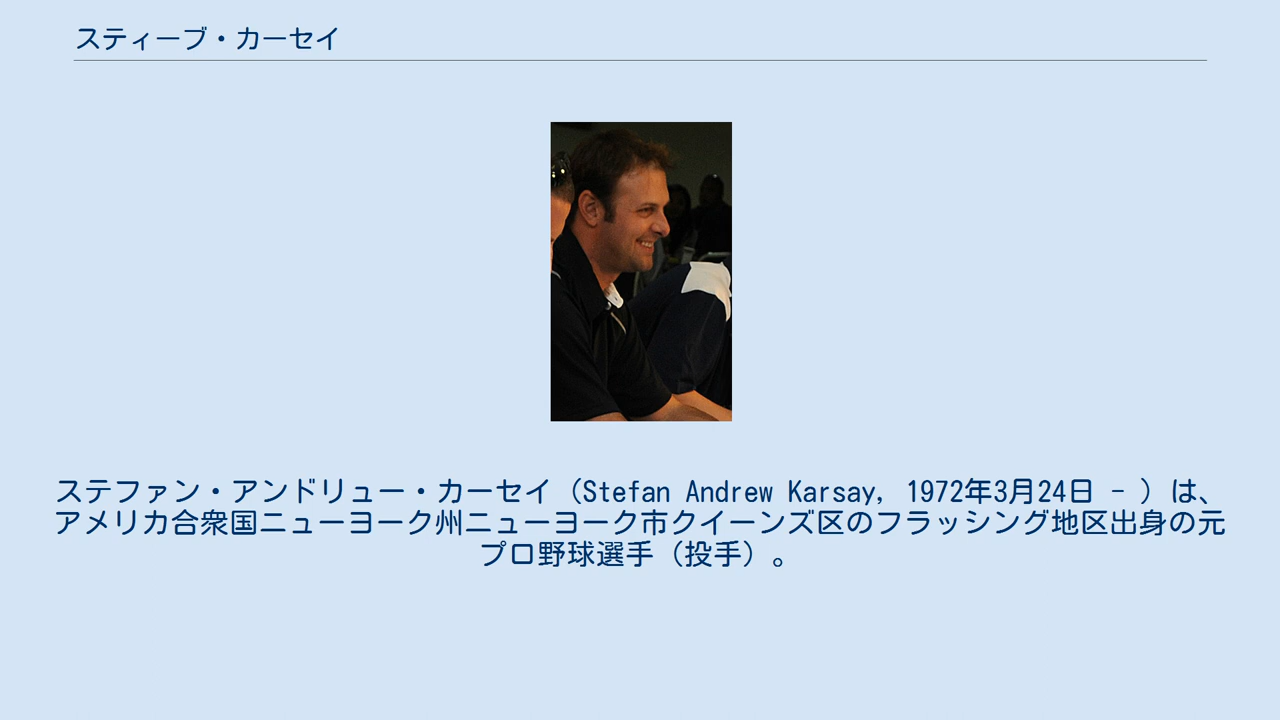 スティーブ・カーセイ
ステファン・アンドリュー・カーセイ（Stefan Andrew Karsay, 1972年3月24日 - ）は、
アメリカ合衆国ニューヨーク州ニューヨーク市クイーンズ区のフラッシング地区出身の元
プロ野球選手（投手）。